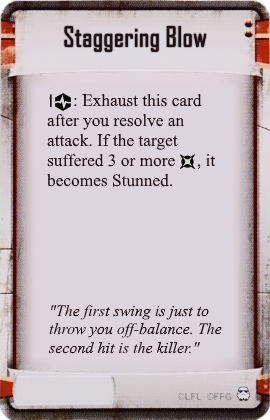 Staggering Blow
1: Exhaust this card
after you resolve an
attack. If the target
suffered 3 or more , it
becomes Stunned.
"The first swing is just to
throw you off-balance. The
second hit is the killer."
©LFL ©FFG